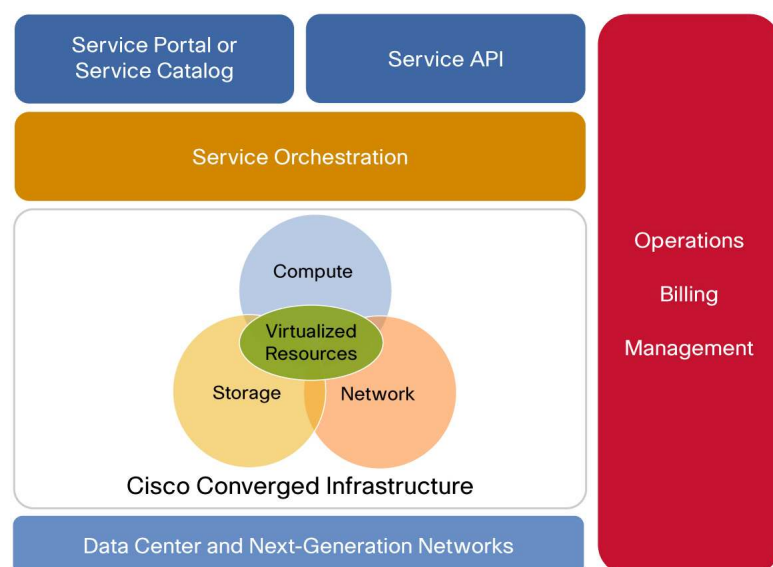 Service Portal or
Service Catalog
Service API
Service Orchestration
Compute
Virtualized
Resources
Storage
Network
Cisco Converged Infrastructure
Data Center and Next-Generation Networks
Operations
Billing
Management